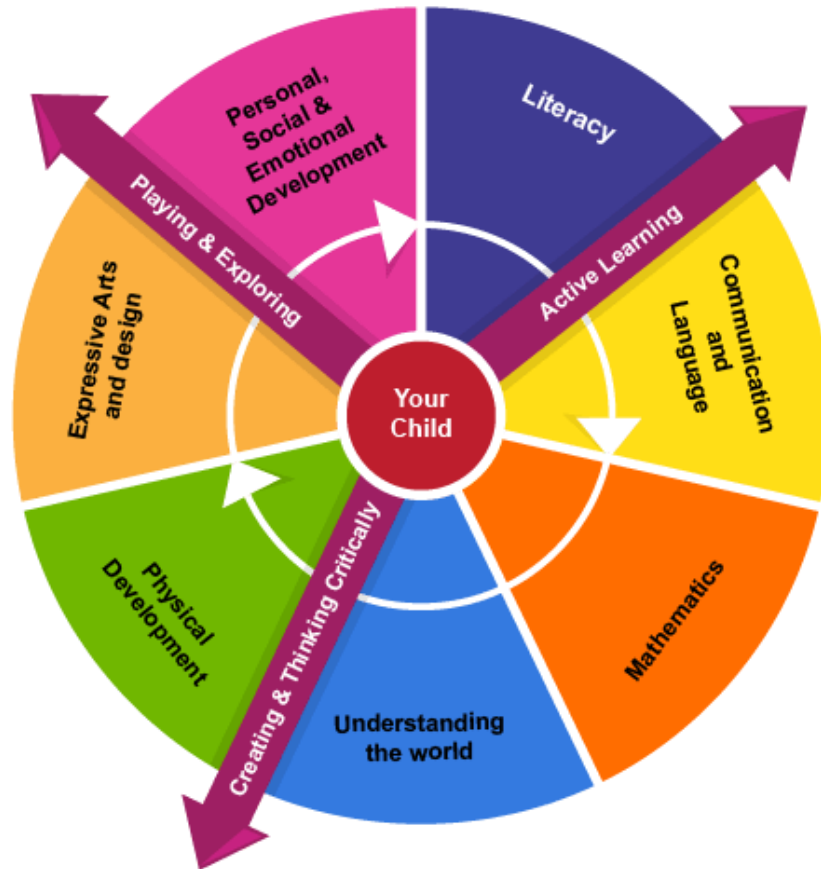 Personal,
Social &
Emotional
Development
Literacy
Playing & Exploring
Active Learning
Expressive Arts
and design
Communication
and
Language
Your
Child
Physical
Development
Creating & Thinking Critically
Mathematics
Understanding
the world